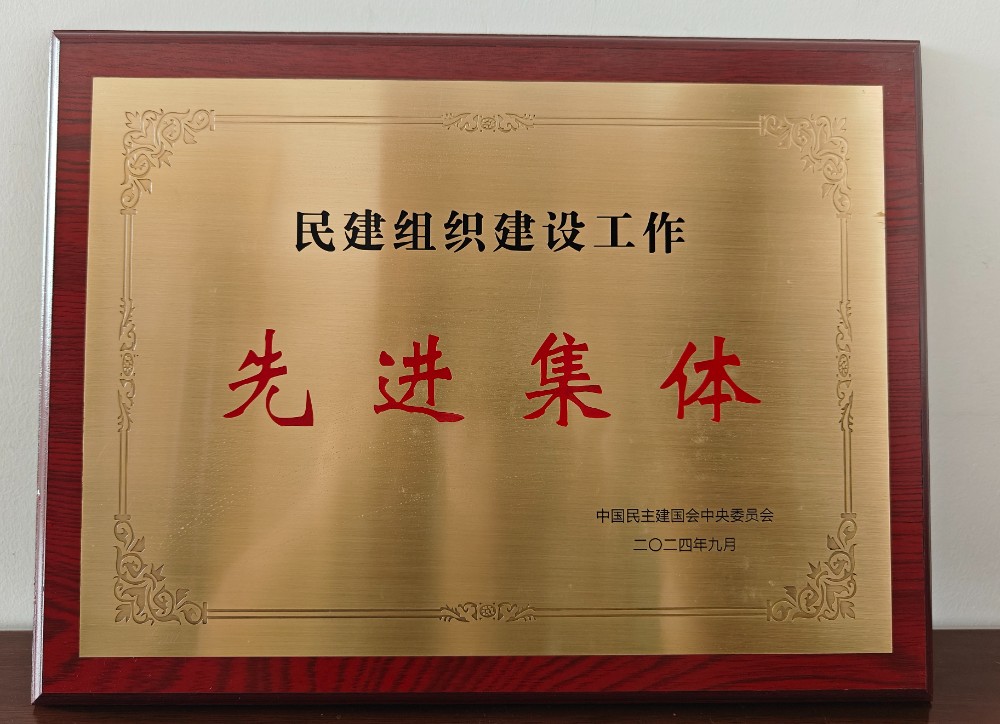 民建组织建设工作
先进集体
中国民主建国会中央委员会
二〇二四年九月